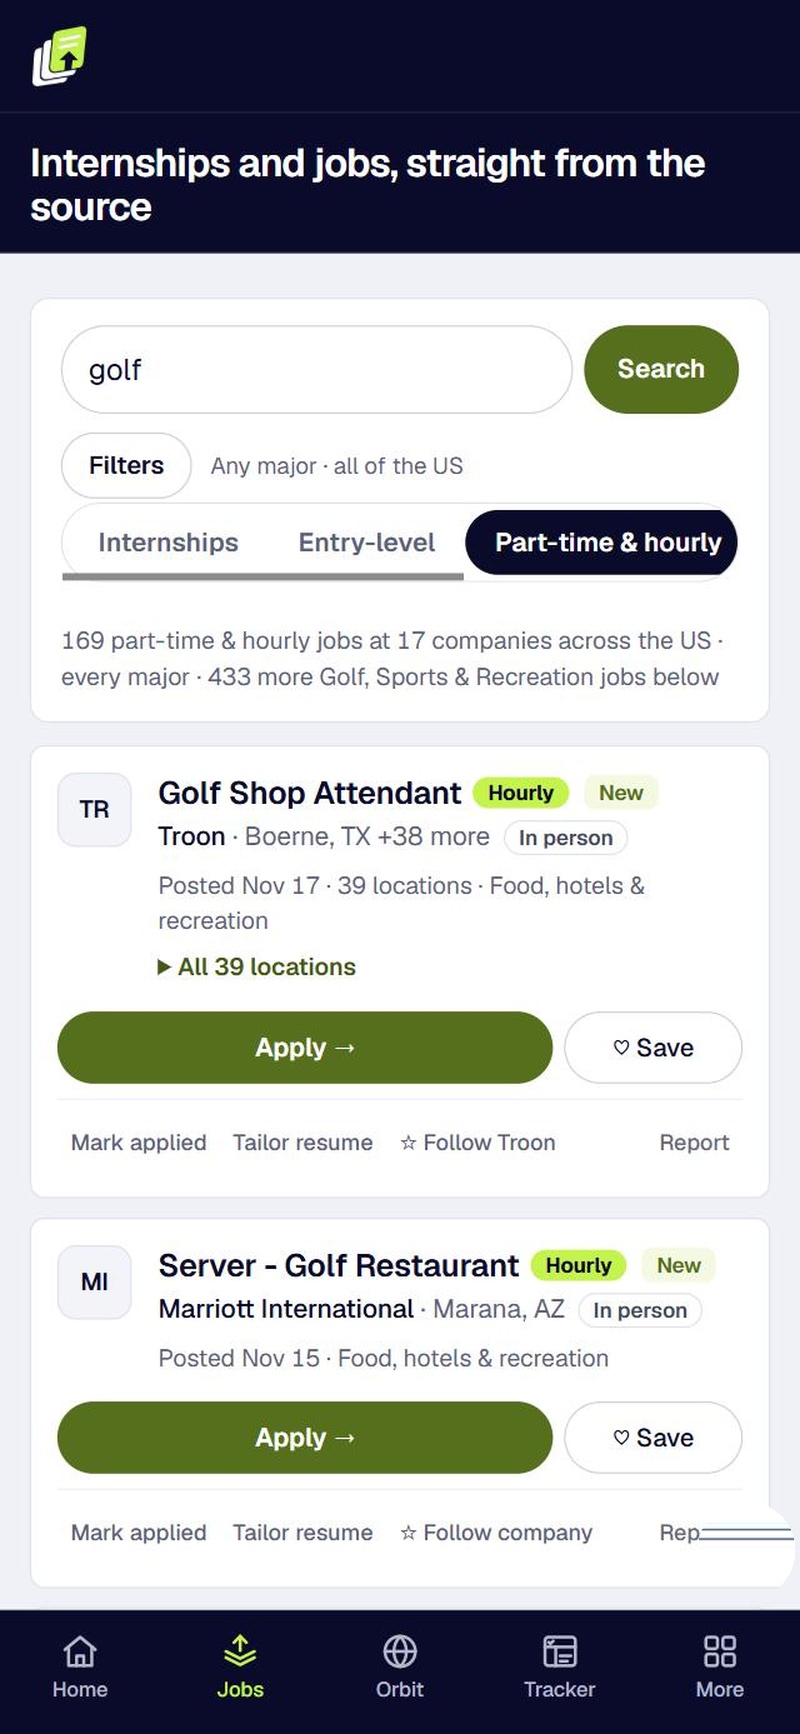 Internships and jobs, straight from the
source
golf
Search
Filters
Any major · all of the US
Internships
Entry-level
Part-time & hourly
169 part-time & hourly jobs at 17 companies across the US ·
every major · 433 more Golf, Sports & Recreation jobs below
TR
Golf Shop Attendant Hourly New
Troon · Boerne, TX +38 more In person
Posted Nov 17 · 39 locations · Food, hotels &
recreation
▶ All 39 locations
Apply →
♡ Save
Mark applied
Tailor resume
☆ Follow Troon
Report
MI
Server - Golf Restaurant Hourly New
Marriott International · Marana, AZ In person
Posted Nov 15 · Food, hotels & recreation
Apply →
♡ Save
Mark applied
Tailor resume
☆ Follow company
Rep
Home
Jobs
Orbit
Tracker
More